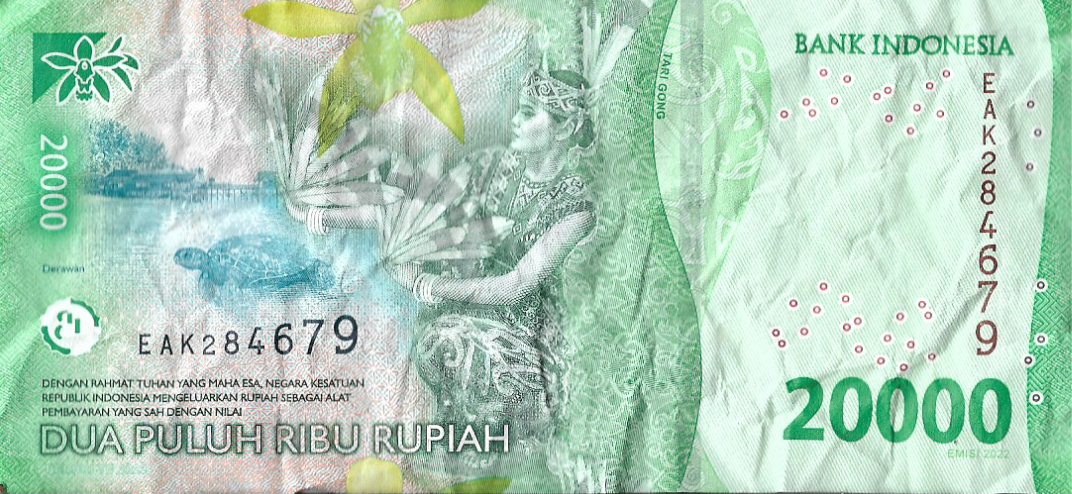 BANK INDONESIA
TARI GONG
EAK284679
20000
Derawan
EAK284679
DENGAN RAHMAT TUHAN YANG MAHA ESA, NEGARA KESATUAN
REPUBLIK INDONESIA MENGELUARKAN RUPIAH SEBAGAI ALAT
PEMBAYARAN YANG SAH DENGAN NILAI
DUA PULUH RIBU RUPIAH
20000
EMISI 2022